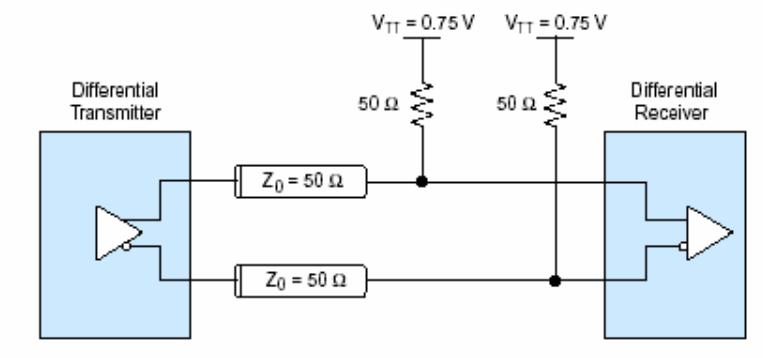 V_TT = 0.75 V
V_TT = 0.75 V
50 Ω
50 Ω
Differential
Transmitter
Differential
Receiver
Z_0 = 50 Ω
Z_0 = 50 Ω